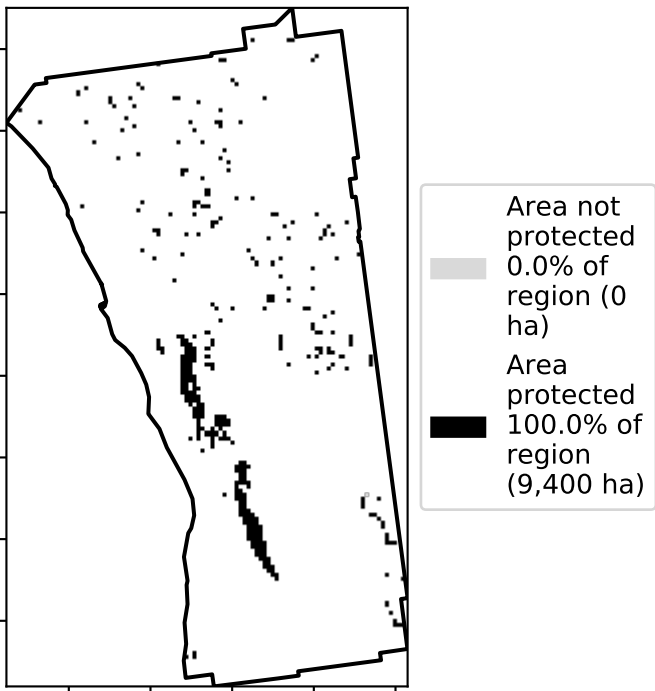 Area not
protected
0.0% of
region (0
ha)
Area
protected
100.0% of
region
(9,400 ha)